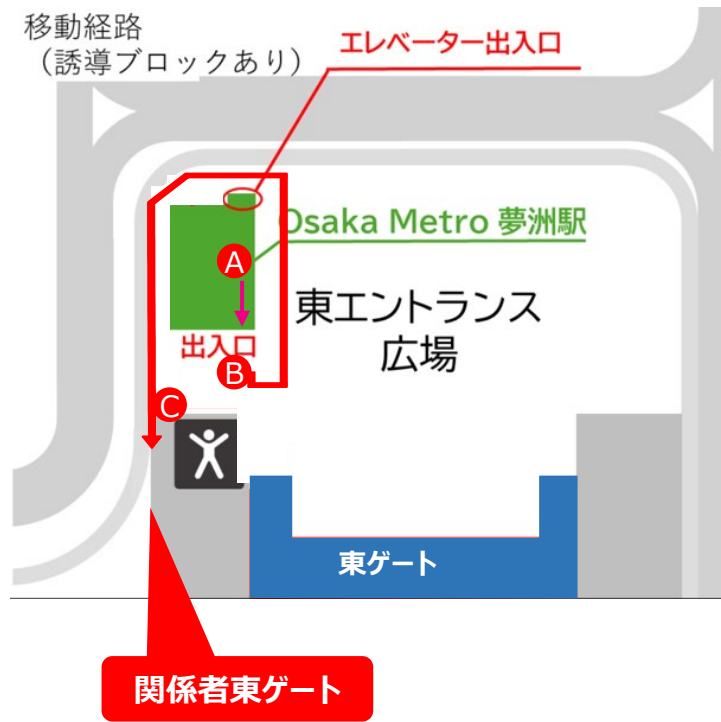 移動経路
（誘導ブロックあり）
エレベーター出入口
Osaka Metro 夢洲駅
A
東エントランス
広場
出入口
B
C
東ゲート
関係者東ゲート